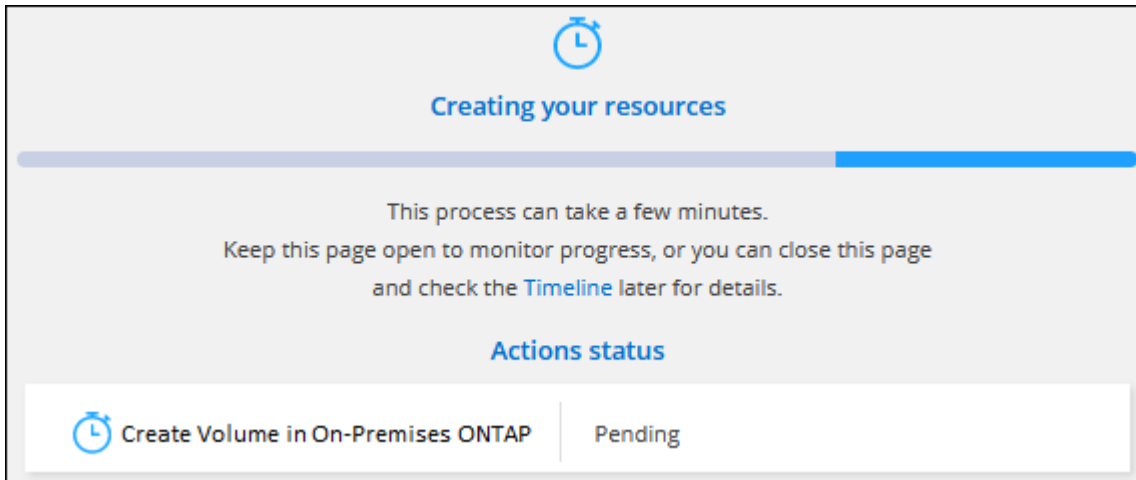 Creating your resources
This process can take a few minutes.
Keep this page open to monitor progress, or you can close this page
and check the Timeline later for details.
Actions status
Create Volume in On-Premises ONTAP
Pending